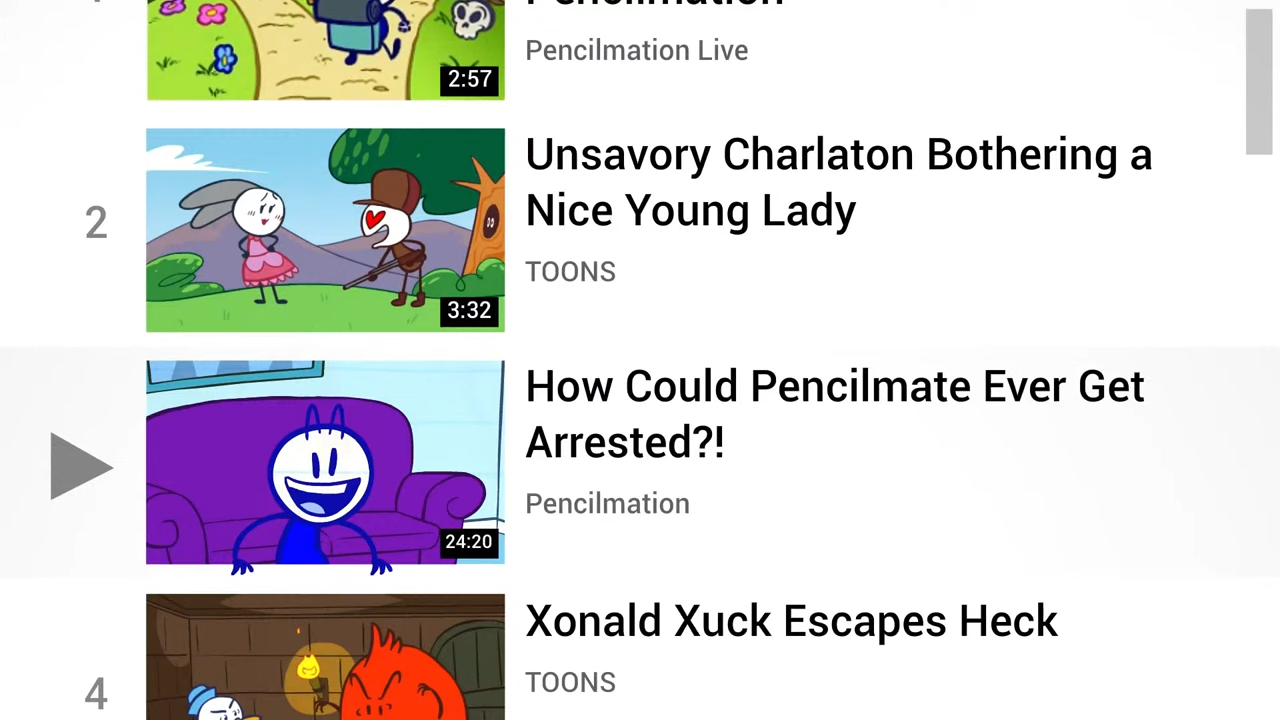 Pencilmation
Pencilmation Live
2:57
2
Unsavory Charlaton Bothering a
Nice Young Lady
TOONS
3:32
How Could Pencilmate Ever Get
Arrested?!
Pencilmation
24:20
Xonald Xuck Escapes Heck
TOONS
4